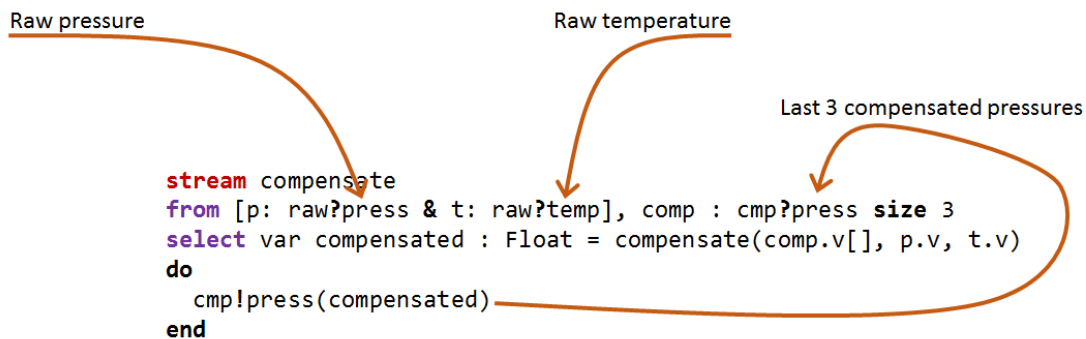 Raw pressure
Raw temperature
Last 3 compensated pressures
stream compensate
from [p: raw?press & t: raw?temp], comp : cmp?press size 3
select var compensated : Float = compensate(comp.v[], p.v, t.v)
do
cmp!press(compensated)
end